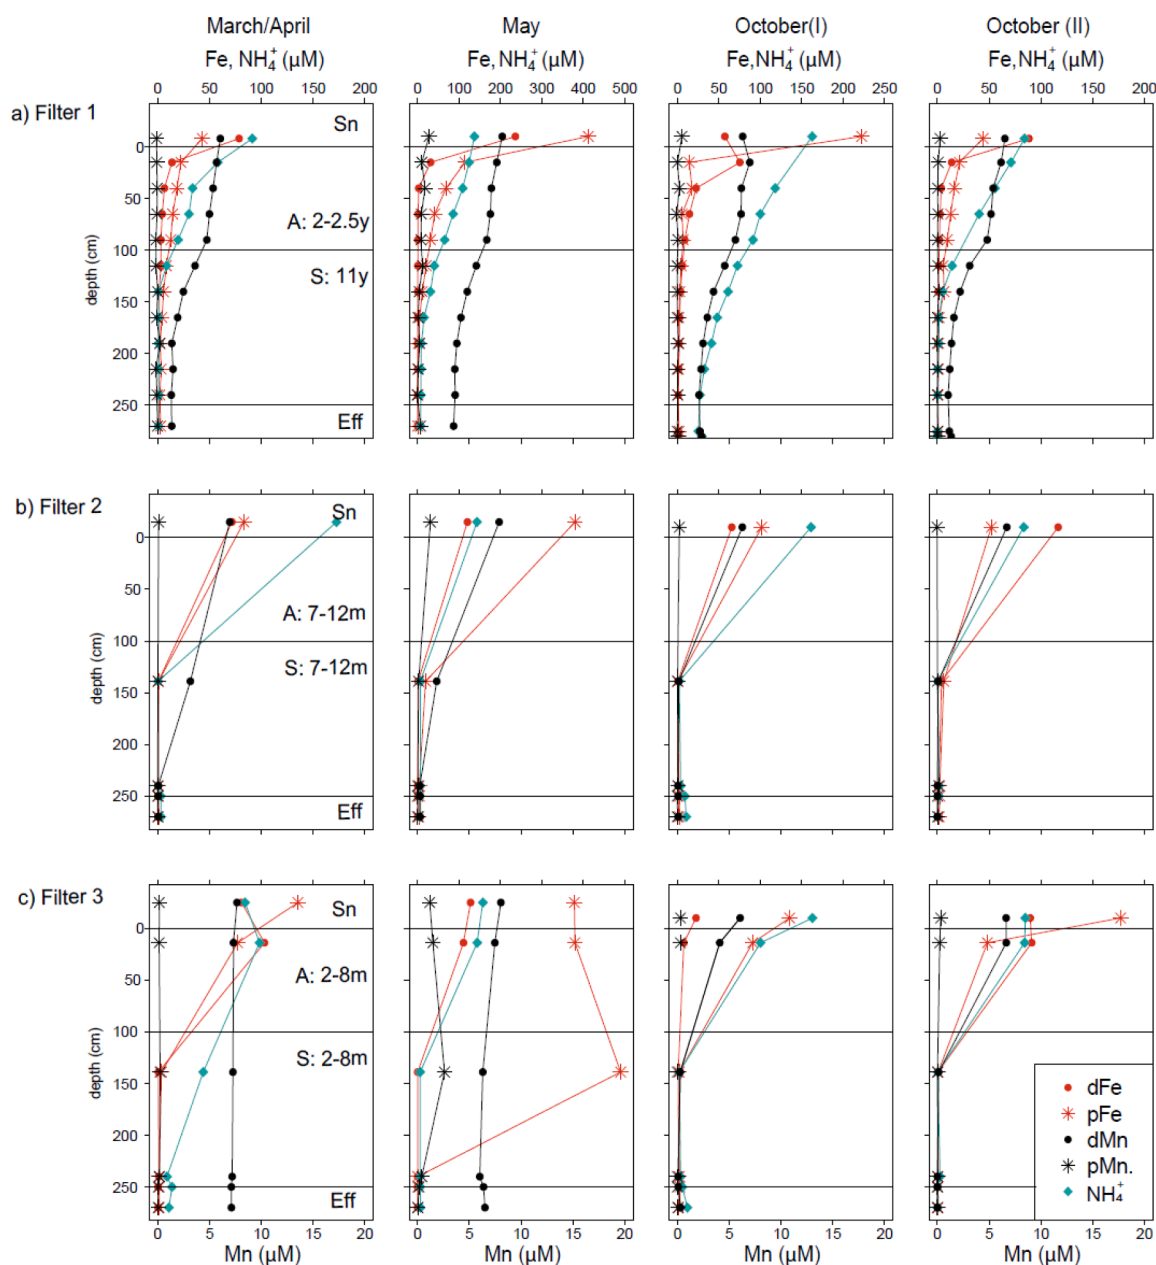 March/April May October(I) October (II)
Fe, NH₄⁺ (µM) Fe, NH₄⁺ (µM) Fe, NH₄⁺ (µM) Fe,NH₄⁺ (µM)
0 50 100 150 200 0 100 200 300 400 500 0 50 100 150 200 250 0 50 100 150 200
a) Filter 1
Sn
0
50
A: 2-2.5y
100
S: 11y
150
200
250
Eff
depth (cm)
b) Filter 2
Sn
0
50
A: 7-12m
100
S: 7-12m
150
200
250
Eff
depth (cm)
c) Filter 3
Sn
0
A: 2-8m
50
100
S: 2-8m
150
200
250
Eff
depth (cm)
dFe
pFe
dMn
pMn.
NH₄⁺
0 5 10 15 20 0 5 10 15 20 0 5 10 15 20 0 5 10 15 20
Mn (µM) Mn (µM) Mn (µM) Mn (µM)